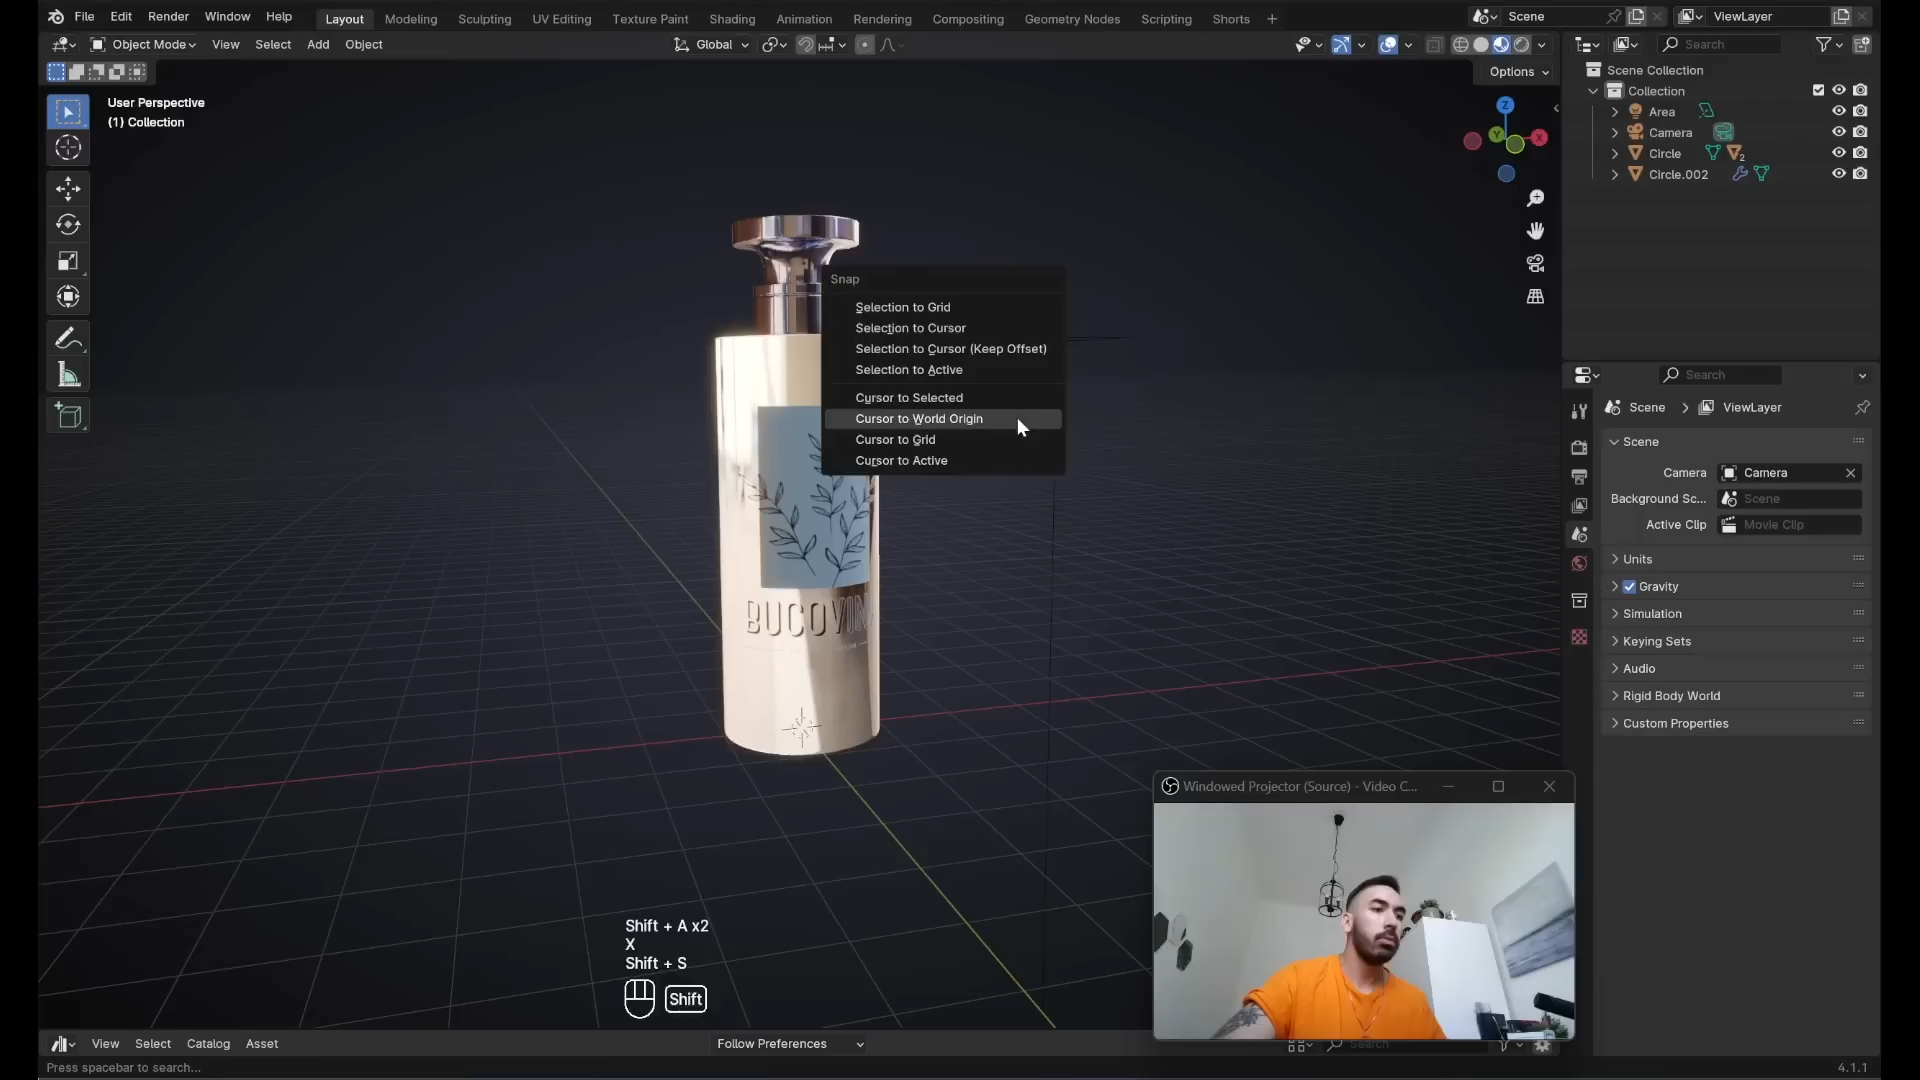 File Edit Render Window Help Layout Modeling Sculpting UV Editing Texture Paint Shading Animation Rendering Compositing Geometry Nodes Scripting Shorts + Scene ViewLayer
Object Mode View Select Add Object Global Search
Options
User Perspective
(1) Collection
Z
Y
X
Scene Collection
Collection
Area
Camera
Circle 2
Circle.002
Snap
Selection to Grid
Selection to Cursor
Selection to Cursor (Keep Offset)
Selection to Active
Cursor to Selected
Cursor to World Origin
Cursor to Grid
Cursor to Active
BUCOVIN
Search
Scene > ViewLayer
Scene
Camera Camera
Background Sc... Scene
Active Clip Movie Clip
Units
Gravity
Simulation
Keying Sets
Audio
Rigid Body World
Custom Properties
Windowed Projector (Source) - Video C...
Shift + A x2
X
Shift + S
Shift
View Select Catalog Asset Follow Preferences Search
Press spacebar to search... 4.1.1